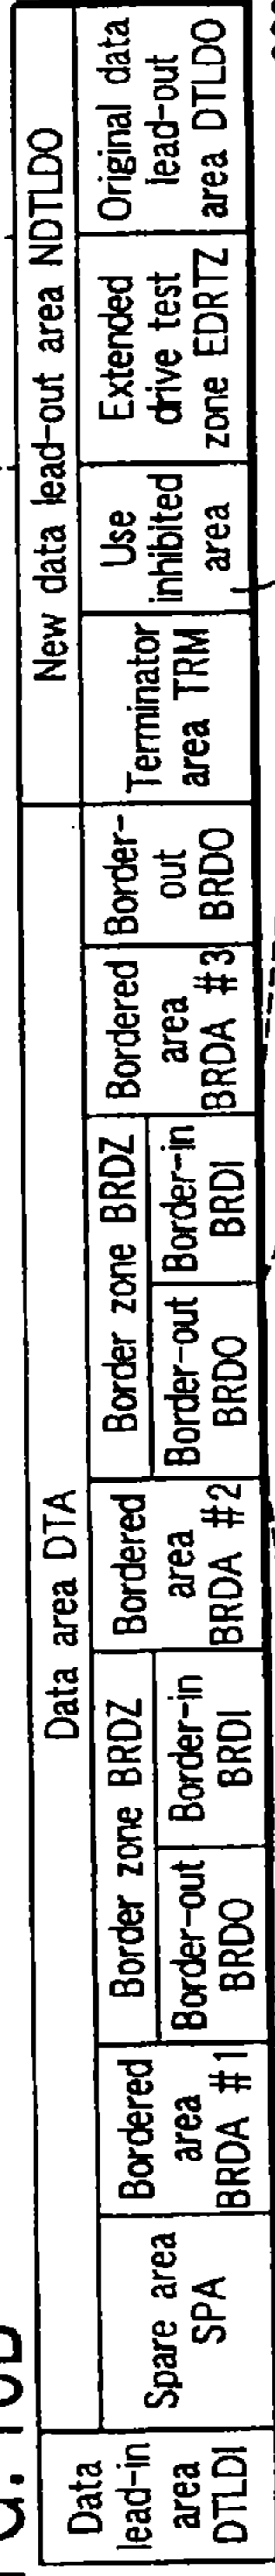 Data
lead-in
area
DTLDI
Data area DTA
Spare area
SPA
Bordered
area
BRDA #1
Border zone BRDZ
Border-out
BRDO
Border-in
BRDI
Bordered
area
BRDA #2
Border zone BRDZ
Border-out
BRDO
Border-in
BRDI
Bordered
area
BRDA #3
Border-
out
BRDO
New data lead-out area NDTLDO
Terminator
area TRM
Use
inhibited
area
Extended
drive test
zone EDRTZ
Original data
lead-out
area DTLDO